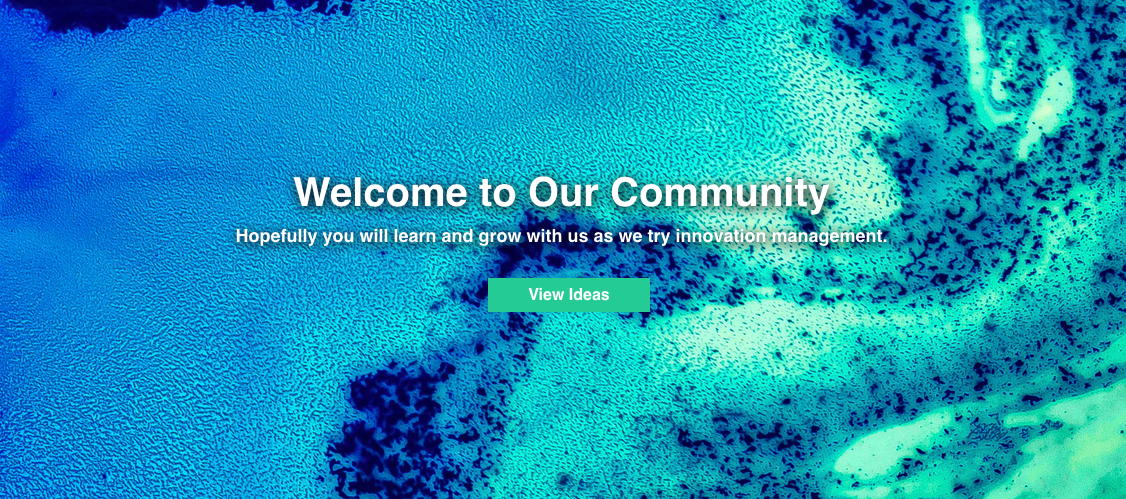 Welcome to Our Community
Hopefully you will learn and grow with us as we try innovation management.
View Ideas